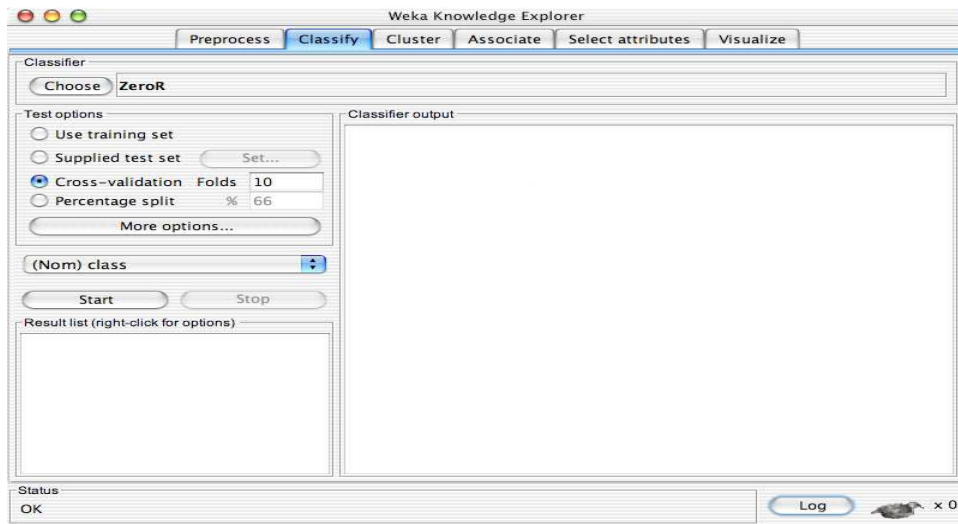 Weka Knowledge Explorer
Preprocess Classify Cluster Associate Select attributes Visualize
Classifier
Choose ZeroR
Test options
Use training set
Supplied test set Set...
Cross-validation Folds 10
Percentage split % 66
More options...
(Nom) class
Start Stop
Result list (right-click for options)
Classifier output
Status
OK
Log x 0